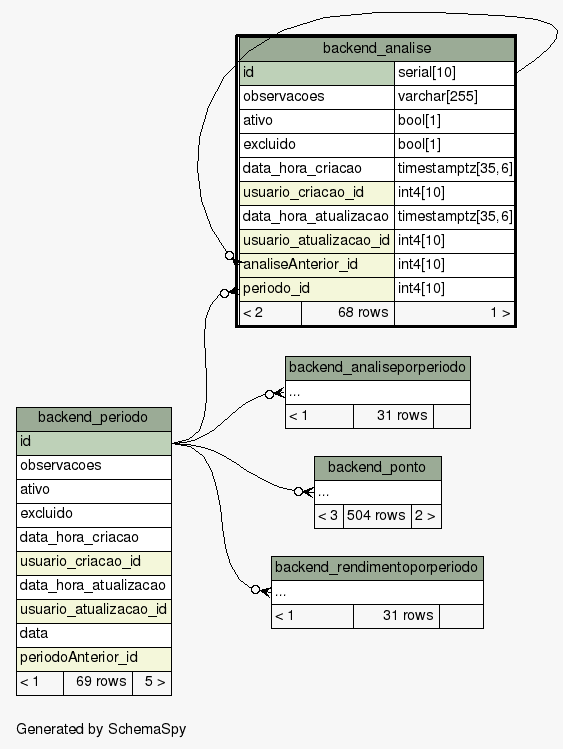 backend_analise
id serial[10]
observacoes varchar[255]
ativo bool[1]
excluido bool[1]
data_hora_criacao timestamptz[35,6]
usuario_criacao_id int4[10]
data_hora_atualizacao timestamptz[35,6]
usuario_atualizacao_id int4[10]
analiseAnterior_id int4[10]
periodo_id int4[10]
< 2 68 rows 1 >
backend_analiseporperiodo
...
< 1 31 rows
backend_periodo
id
observacoes
ativo
excluido
data_hora_criacao
usuario_criacao_id
data_hora_atualizacao
usuario_atualizacao_id
data
periodoAnterior_id
< 1 69 rows 5 >
backend_ponto
...
< 3 504 rows 2 >
backend_rendimentoporperiodo
...
< 1 31 rows
Generated by SchemaSpy